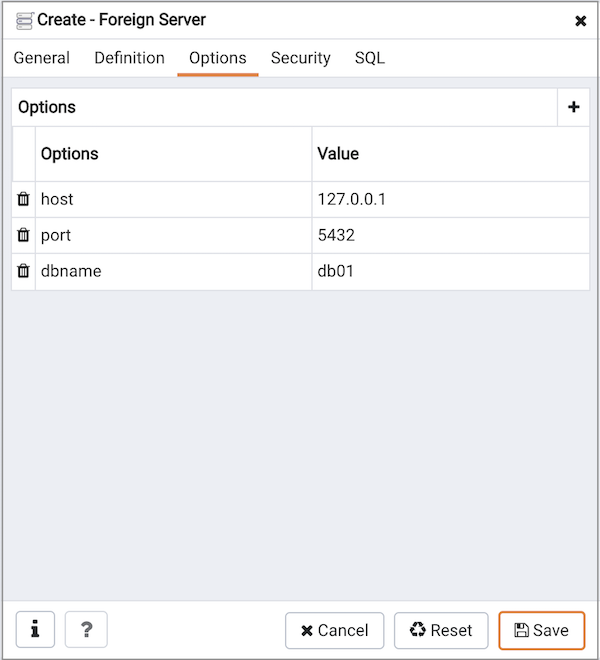 Create - Foreign Server
General Definition Options Security SQL
Options
Options Value
host 127.0.0.1
port 5432
dbname db01
i ? Cancel Reset Save